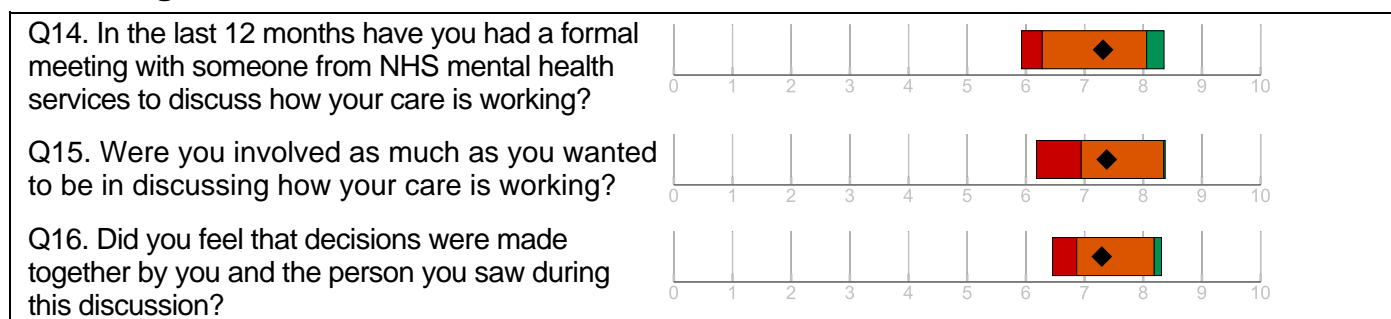 Q14. In the last 12 months have you had a formal
meeting with someone from NHS mental health
services to discuss how your care is working?
0 1 2 3 4 5 6 7 8 9 10
Q15. Were you involved as much as you wanted
to be in discussing how your care is working?
0 1 2 3 4 5 6 7 8 9 10
Q16. Did you feel that decisions were made
together by you and the person you saw during
this discussion?
0 1 2 3 4 5 6 7 8 9 10